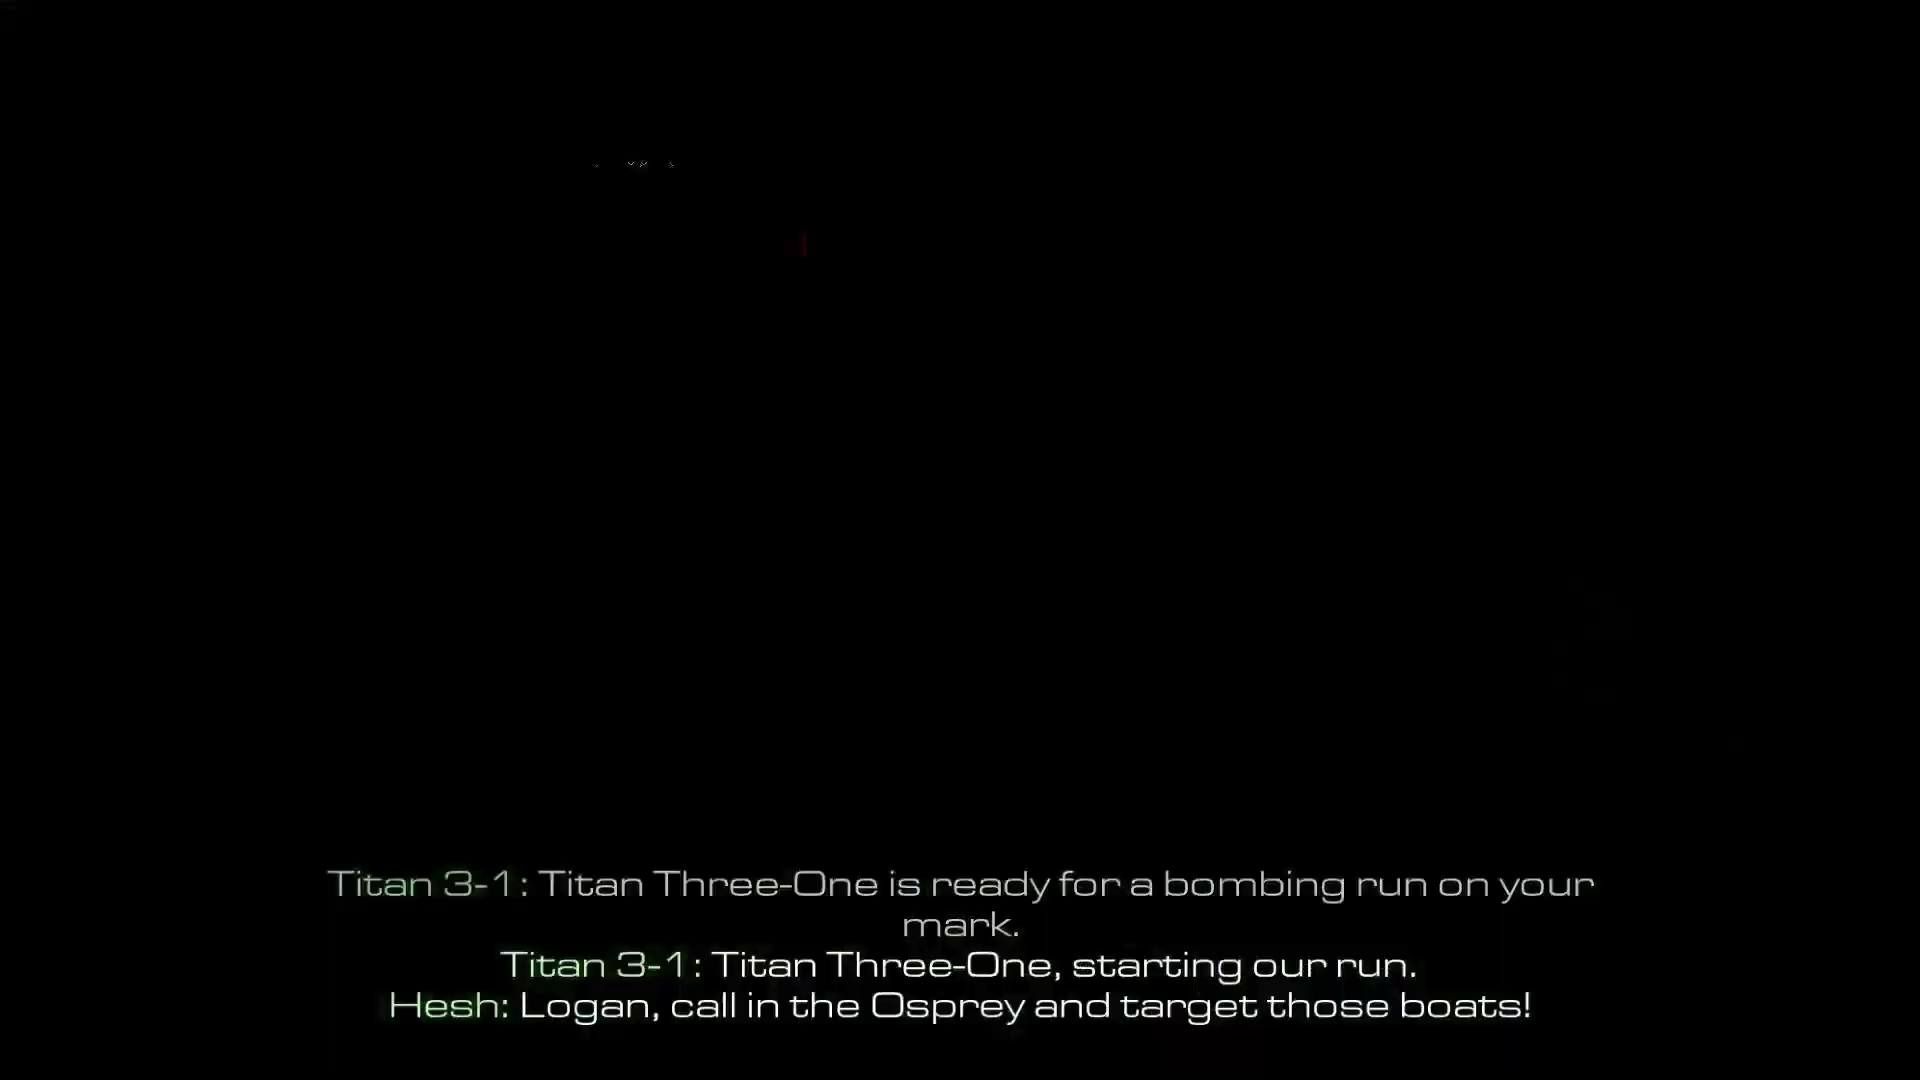 Titan 3-1: Titan Three-One is ready for a bombing run on your
mark.
Titan 3-1: Titan Three-One, starting our run.
Hesh: Logan, call in the Osprey and target those boats!